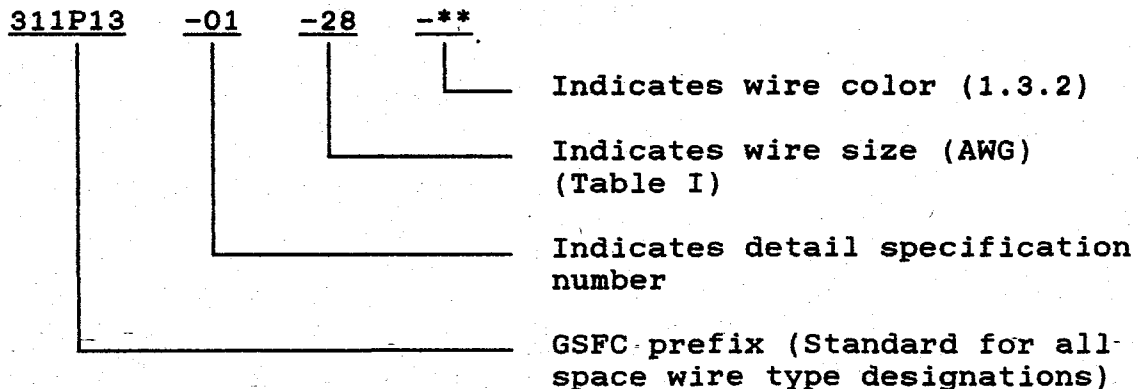 311P13 -01 -28 -**
Indicates wire color (1.3.2)
Indicates wire size (AWG)
(Table I)
Indicates detail specification
number
GSFC prefix (Standard for all
space wire type designations)